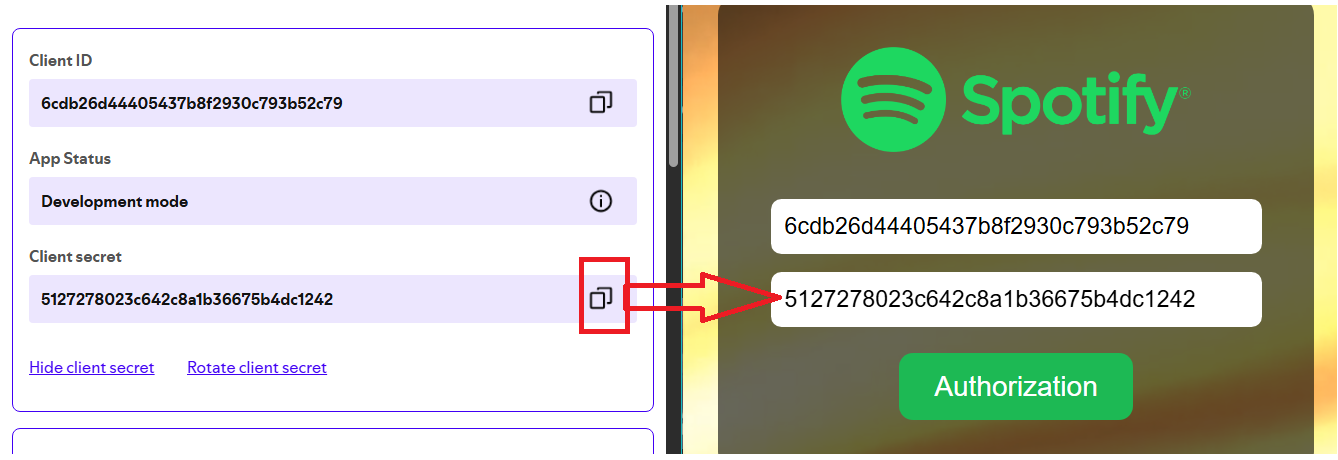 Client ID
6cdb26d44405437b8f2930c793b52c79
App Status
Development mode
Client secret
5127278023c642c8a1b36675b4dc1242
Hide client secret
Rotate client secret
Spotify®
6cdb26d44405437b8f2930c793b52c79
5127278023c642c8a1b36675b4dc1242
Authorization